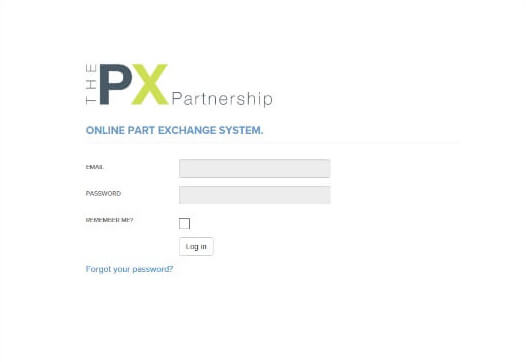 THE PX Partnership
ONLINE PART EXCHANGE SYSTEM.
EMAIL
PASSWORD
REMEMBER ME?
Log in
Forgot your password?